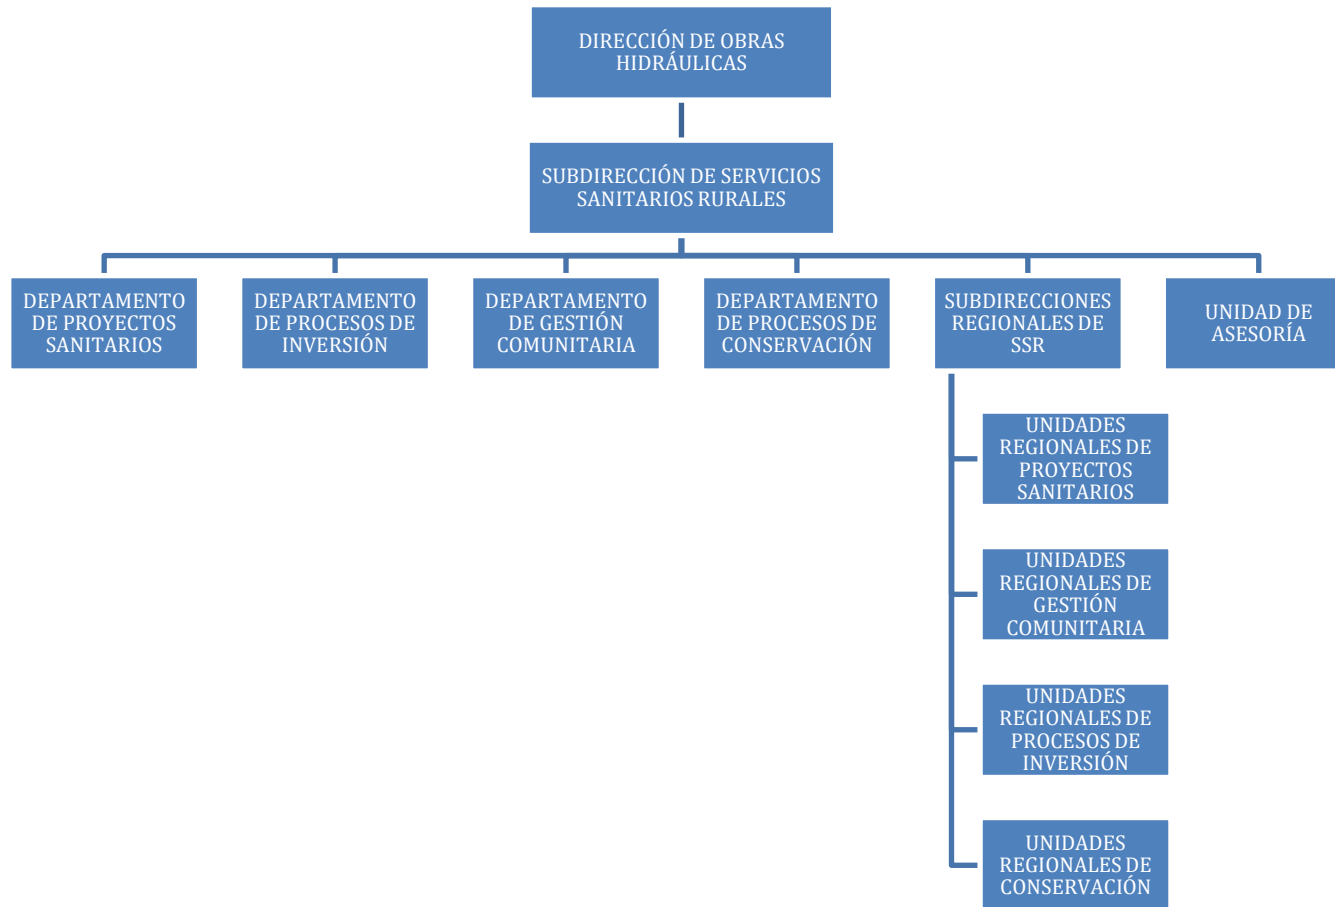 DIRECCIÓN DE OBRAS
HIDRÁULICAS
SUBDIRECCIÓN DE SERVICIOS
SANITARIOS RURALES
DEPARTAMENTO
DE PROYECTOS
SANITARIOS
DEPARTAMENTO
DE PROCESOS DE
INVERSIÓN
DEPARTAMENTO
DE GESTIÓN
COMUNITARIA
DEPARTAMENTO
DE PROCESOS DE
CONSERVACIÓN
SUBDIRECCIONES
REGIONALES DE
SSR
UNIDAD DE
ASESORÍA
UNIDADES
REGIONALES DE
PROYECTOS
SANITARIOS
UNIDADES
REGIONALES DE
GESTIÓN
COMUNITARIA
UNIDADES
REGIONALES DE
PROCESOS DE
INVERSIÓN
UNIDADES
REGIONALES DE
CONSERVACIÓN